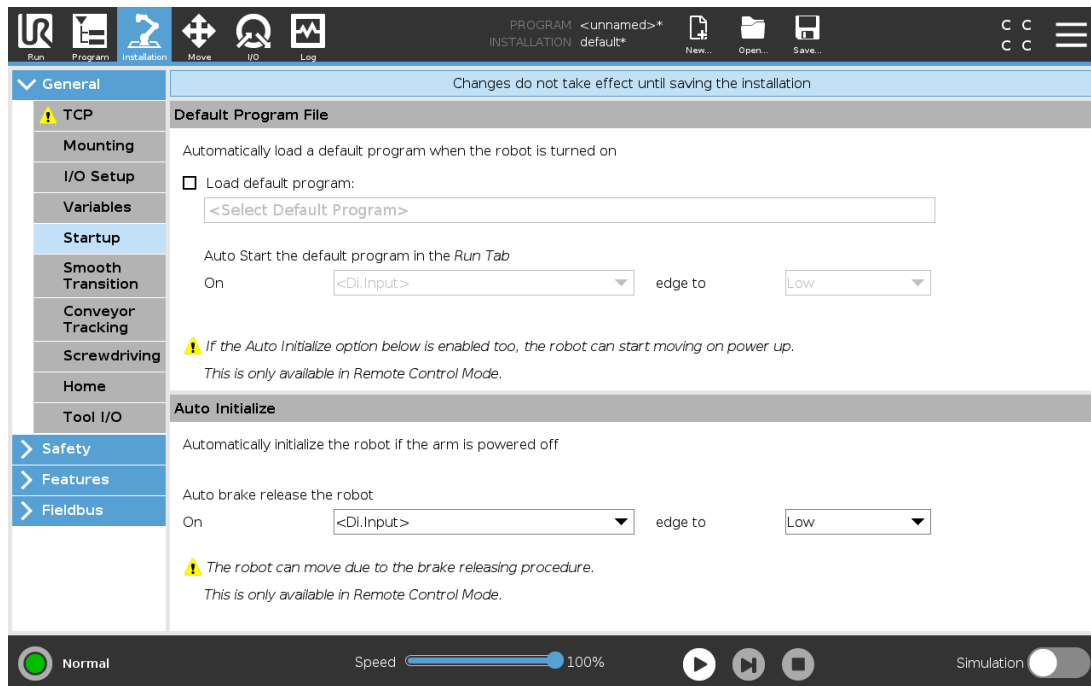 PROGRAM <unnamed>*
INSTALLATION default*
C C
C C
Run Program Installation Move I/O Log New... Open... Save...
General
Changes do not take effect until saving the installation
TCP
Default Program File
Mounting
Automatically load a default program when the robot is turned on
I/O Setup
Load default program:
Variables
<Select Default Program>
Startup
Auto Start the default program in the Run Tab
Smooth
Transition
On <Di.Input> edge to Low
Conveyor
Tracking
If the Auto Initialize option below is enabled too, the robot can start moving on power up.
Screwdriving
This is only available in Remote Control Mode.
Home
Tool I/O
Auto Initialize
Safety
Automatically initialize the robot if the arm is powered off
Features
Auto brake release the robot
Fieldbus
On <Di.Input> edge to Low
The robot can move due to the brake releasing procedure.
This is only available in Remote Control Mode.
Normal Speed 100% Simulation